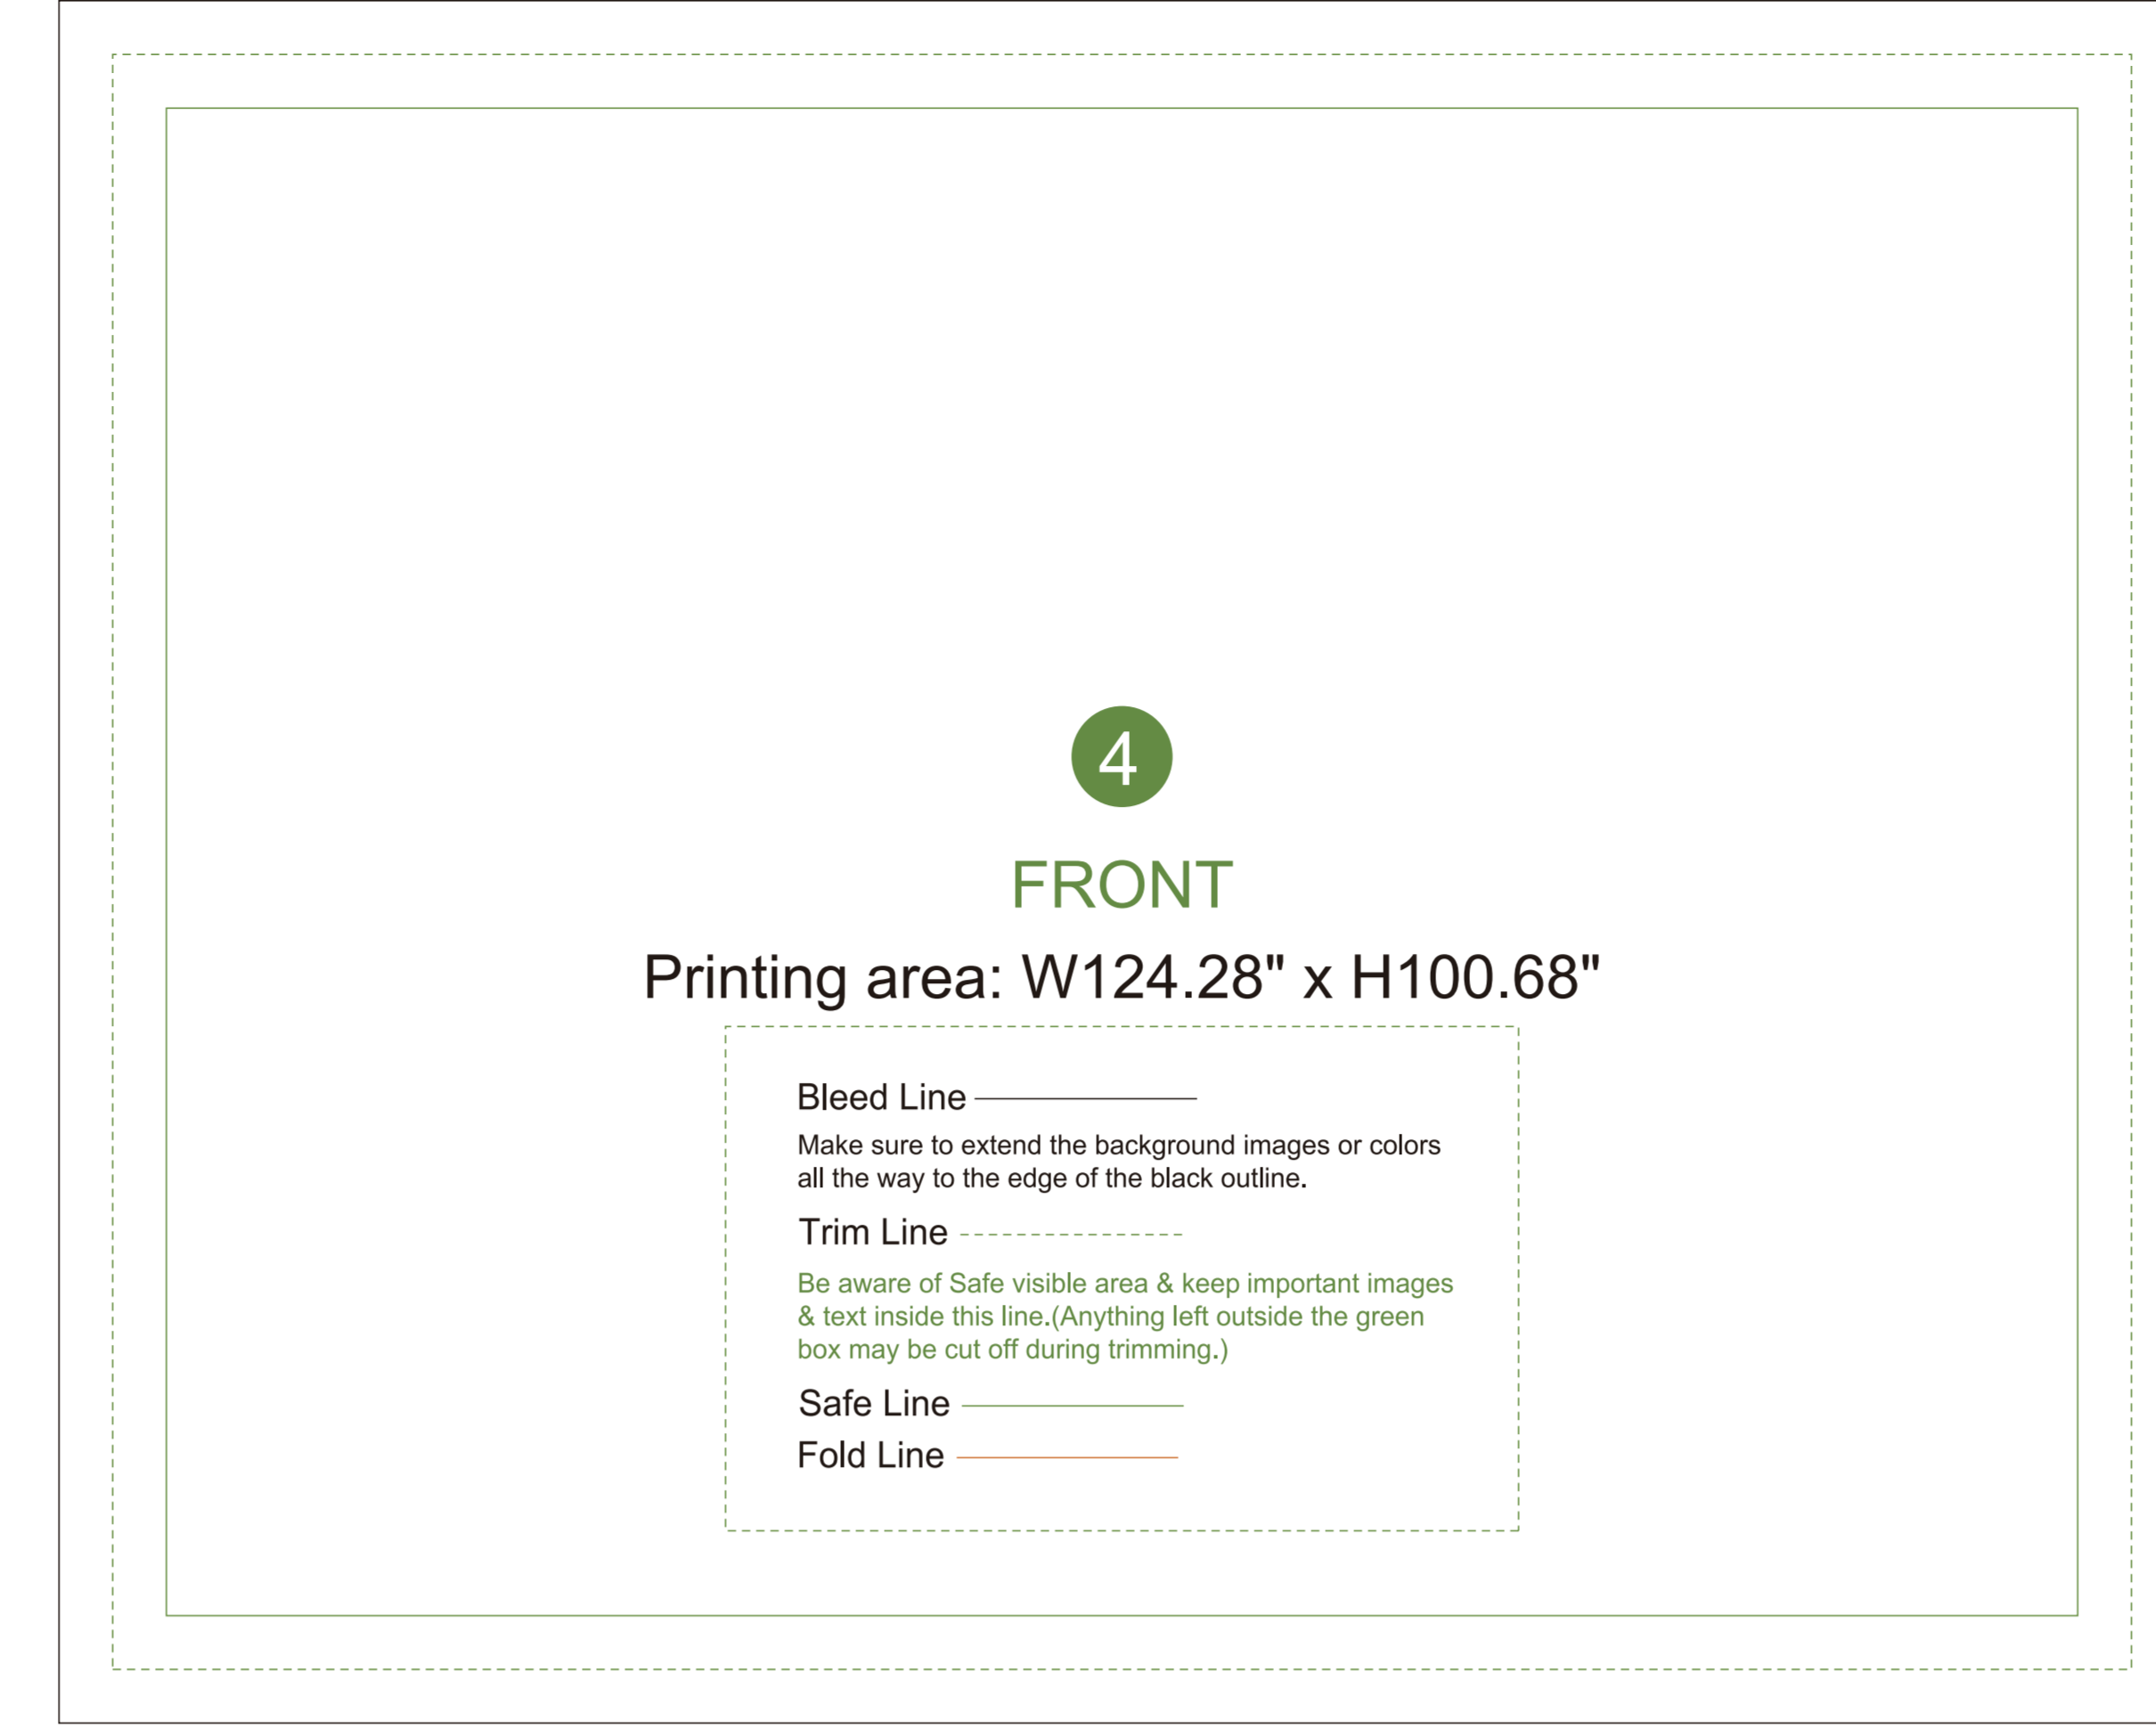 4
FRONT
Printing area: W124.28" x H100.68"
Bleed Line
Make sure to extend the background images or colors
all the way to the edge of the black outline.
Trim Line
Be aware of Safe visible area & keep important images
& text inside this line.(Anything left outside the green
box may be cut off during trimming.)
Safe Line
Fold Line